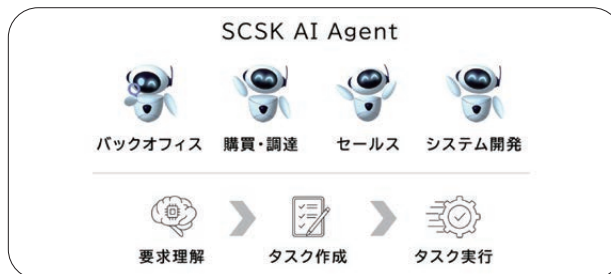 SCSK AI Agent
バックオフィス 購買・調達 セールス システム開発
要求理解 タスク作成 タスク実行